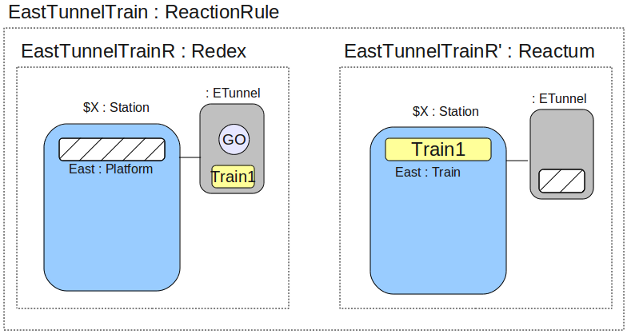 EastTunnelTrain : ReactionRule
EastTunnelTrainR : Redex
$X : Station
: ETunnel
GO
East : Platform
Train1
EastTunnelTrainR' : Reactum
$X : Station
: ETunnel
Train1
East : Train